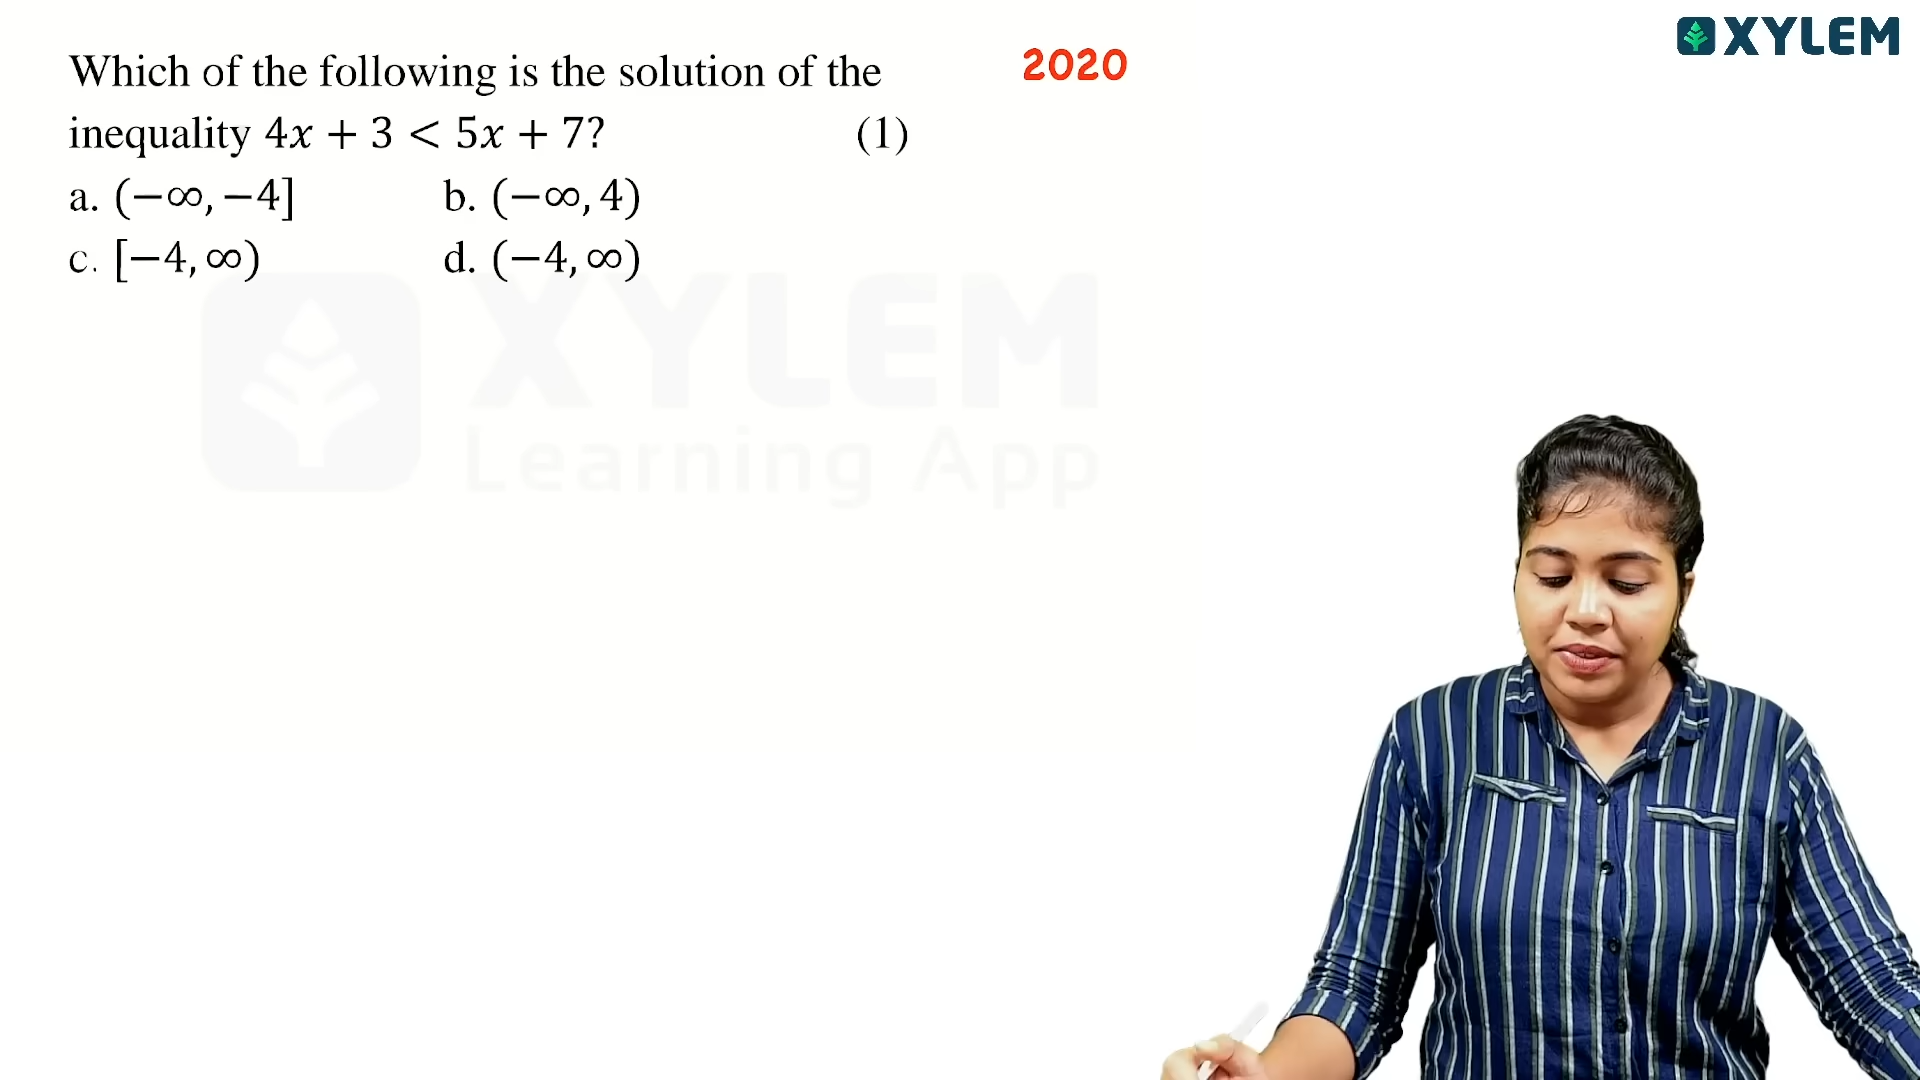 XYLEM
Which of the following is the solution of the
2020
inequality 4x + 3 < 5x + 7?
(1)
a. (−∞, −4]
b. (−∞, 4)
c. [−4, ∞)
d. (−4, ∞)
XYLEM
Learning App